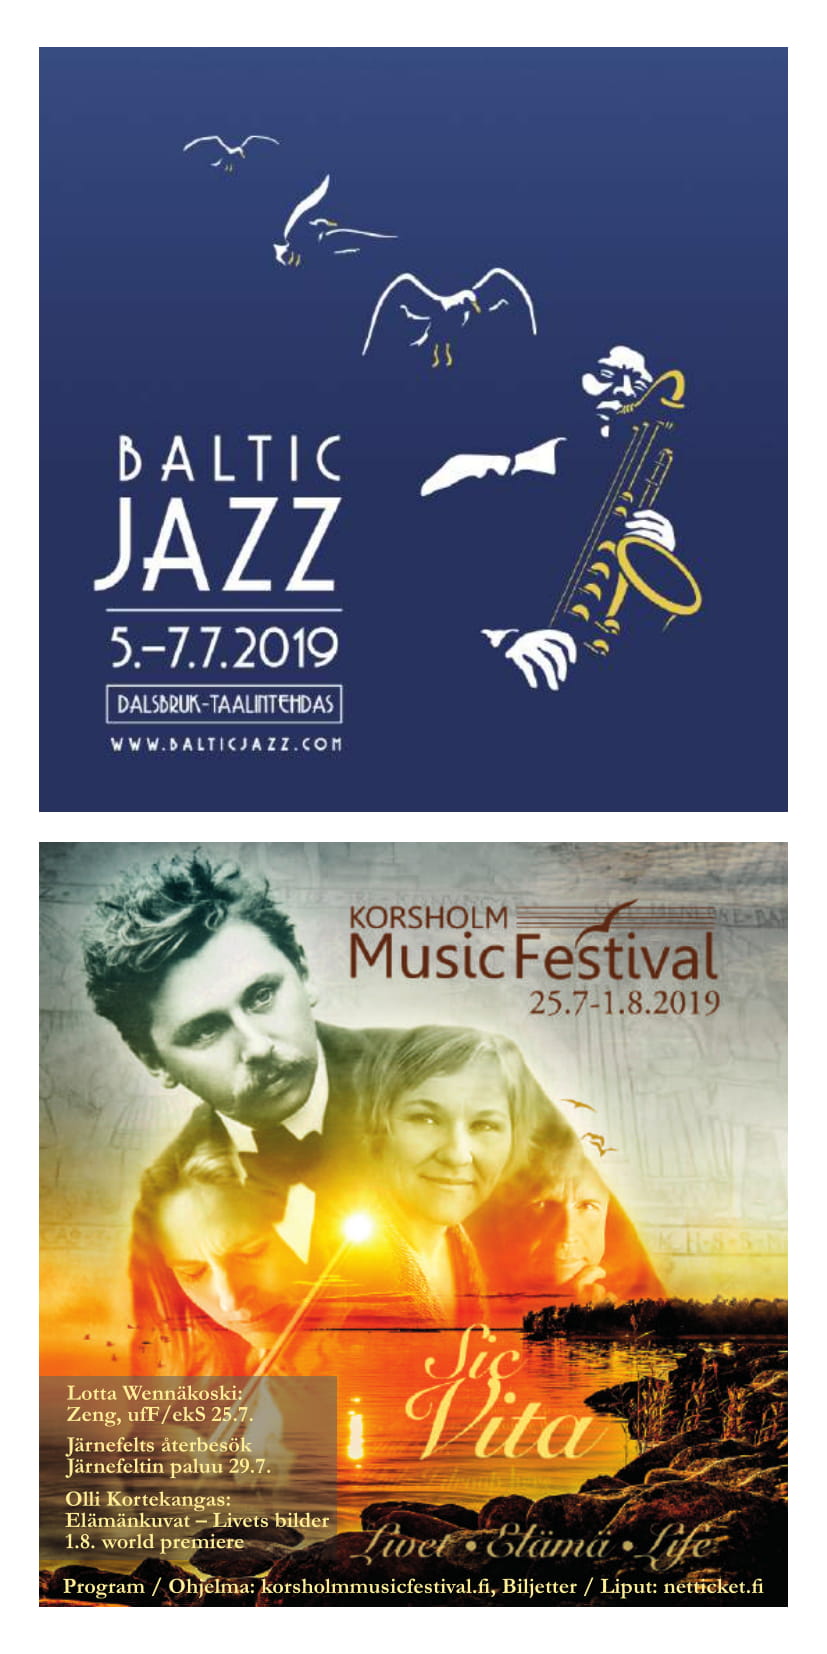 BALTIC
JAZZ
5.–7.7.2019
DALSBRUK-TAALINTEHDAS
WWW.BALTICJAZZ.COM
KORSHOLM
Music Festival
25.7-1.8.2019
Sic
Vita
Lotta Wennäkoski:
Zeng, ufF/ekS 25.7.
Järnefelts återbesök
Järnefeltin paluu 29.7.
Olli Kortekangas:
Elämänkuvat – Livets bilder
1.8. world premiere
Livet • Elämä • Life
Program / Ohjelma: korsholmmusicfestival.fi, Biljetter / Liput: netticket.fi